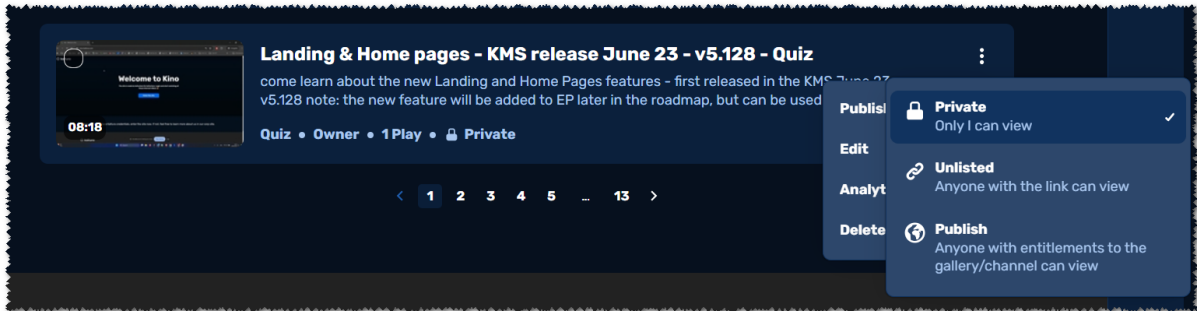 Landing & Home pages - KMS release June 23 - v5.128 - Quiz
come learn about the new Landing and Home Pages features - first released in the KMS June 23
v5.128 note: the new feature will be added to EP later in the roadmap, but can be used
Welcome to Kino
08:18
Quiz • Owner • 1 Play • Private
Publish
Edit
Analyt
Delete
Private
Only I can view
Unlisted
Anyone with the link can view
Publish
Anyone with entitlements to the
gallery/channel can view
1 2 3 4 5 ... 13